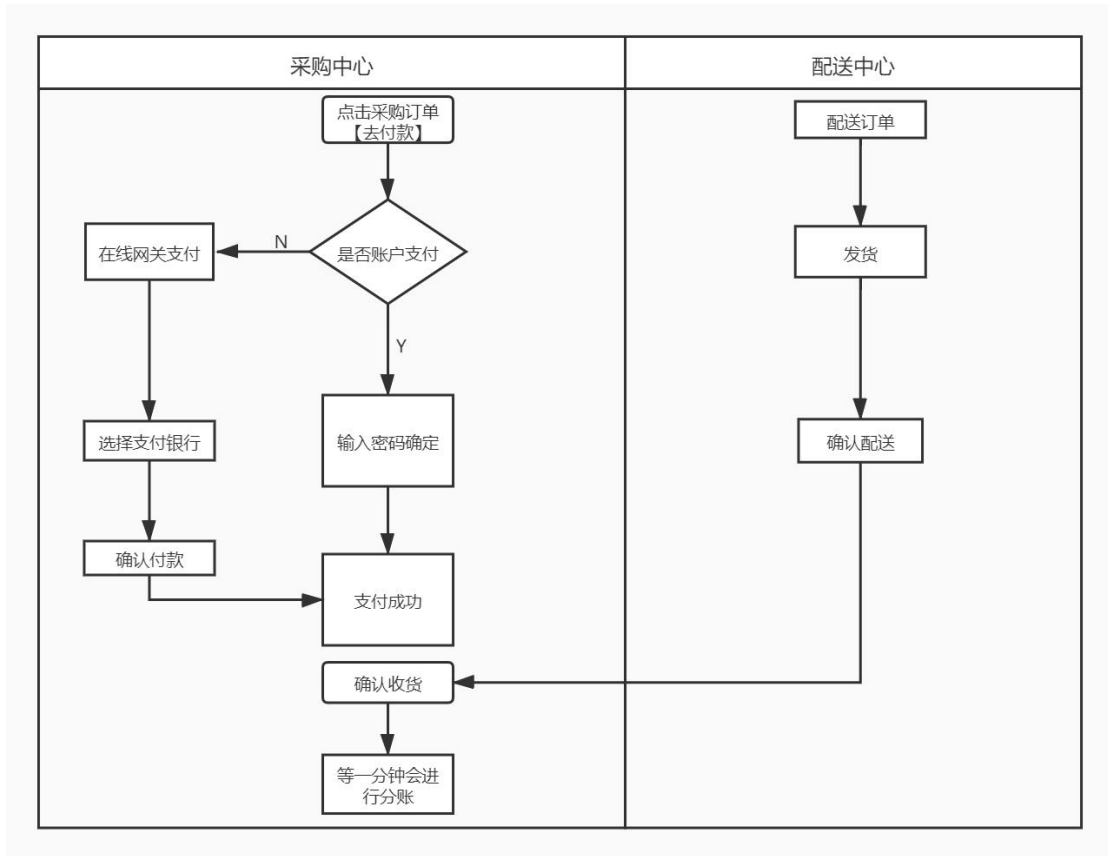 采购中心
配送中心
点击采购订单
【去付款】
配送订单
在线网关支付
N
是否账户支付
发货
Y
选择支付银行
输入密码确定
确认配送
确认付款
支付成功
确认收货
等一分钟会进
行分账